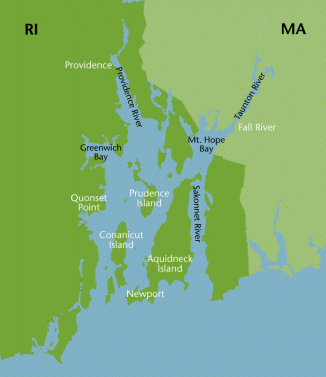 RI
MA
Providence
Providence River
Taunton River
Fall River
Mt. Hope
Bay
Greenwich
Bay
Quonset
Point
Prudence
Island
Sakonnet River
Conanicut
Island
Aquidneck
Island
Newport